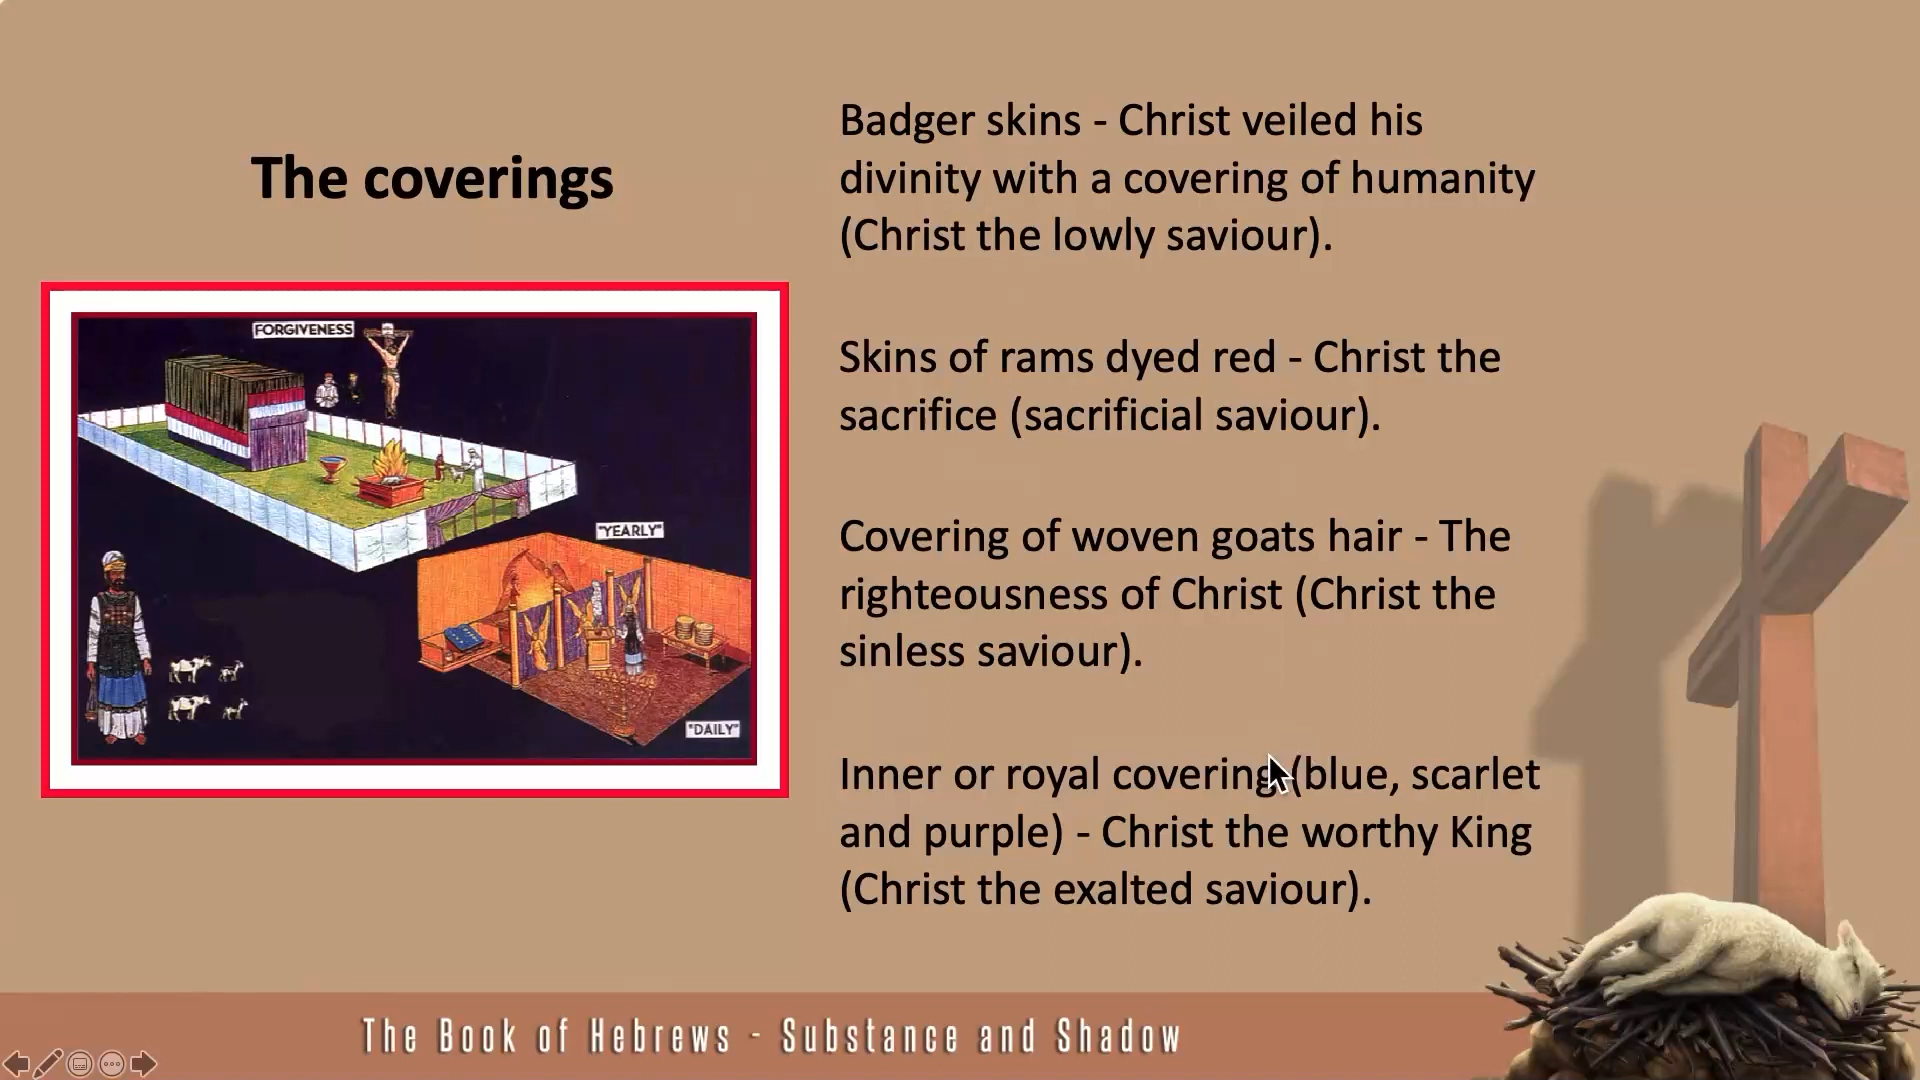 The coverings
FORGIVENESS
"YEARLY"
"DAILY"
Badger skins - Christ veiled his
divinity with a covering of humanity
(Christ the lowly saviour).
Skins of rams dyed red - Christ the
sacrifice (sacrificial saviour).
Covering of woven goats hair - The
righteousness of Christ (Christ the
sinless saviour).
Inner or royal covering (blue, scarlet
and purple) - Christ the worthy King
(Christ the exalted saviour).
The Book of Hebrews - Substance and Shadow